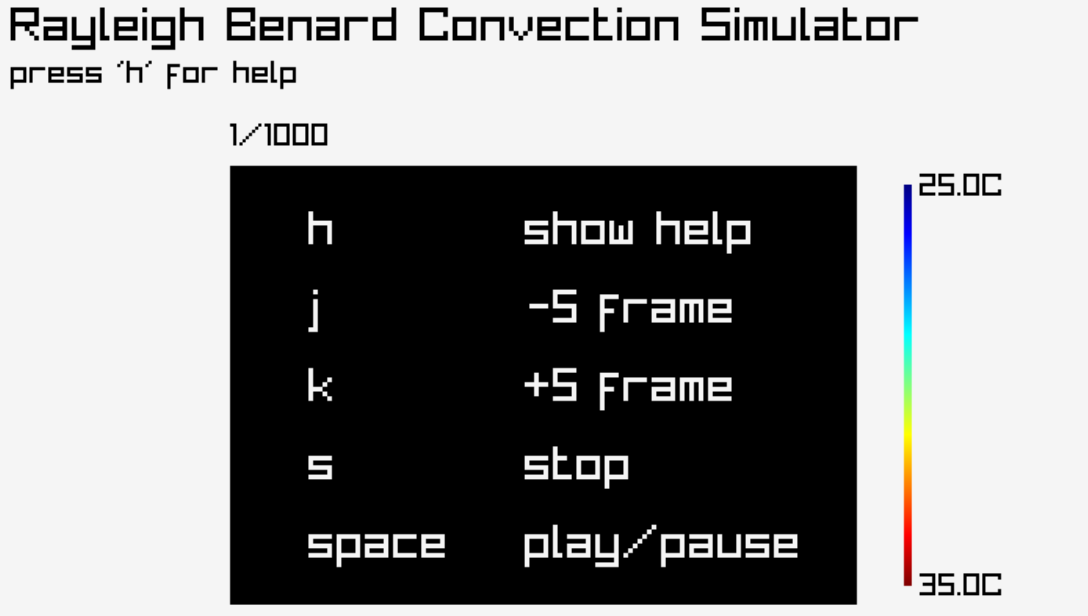 Rayleigh Benard Convection Simulator
press 'h' for help
1/1000
25.0C
h show help
j -5 frame
k +5 frame
s stop
space play/pause
35.0C